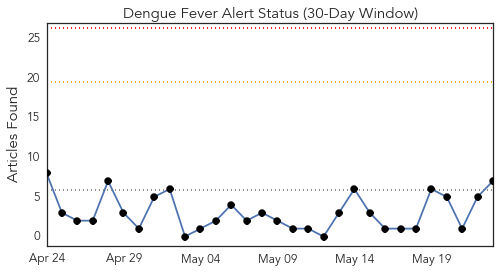 Dengue Fever Alert Status (30-Day Window)
Articles Found
25
20
15
10
5
0
Apr 24 Apr 29 May 04 May 09 May 14 May 19